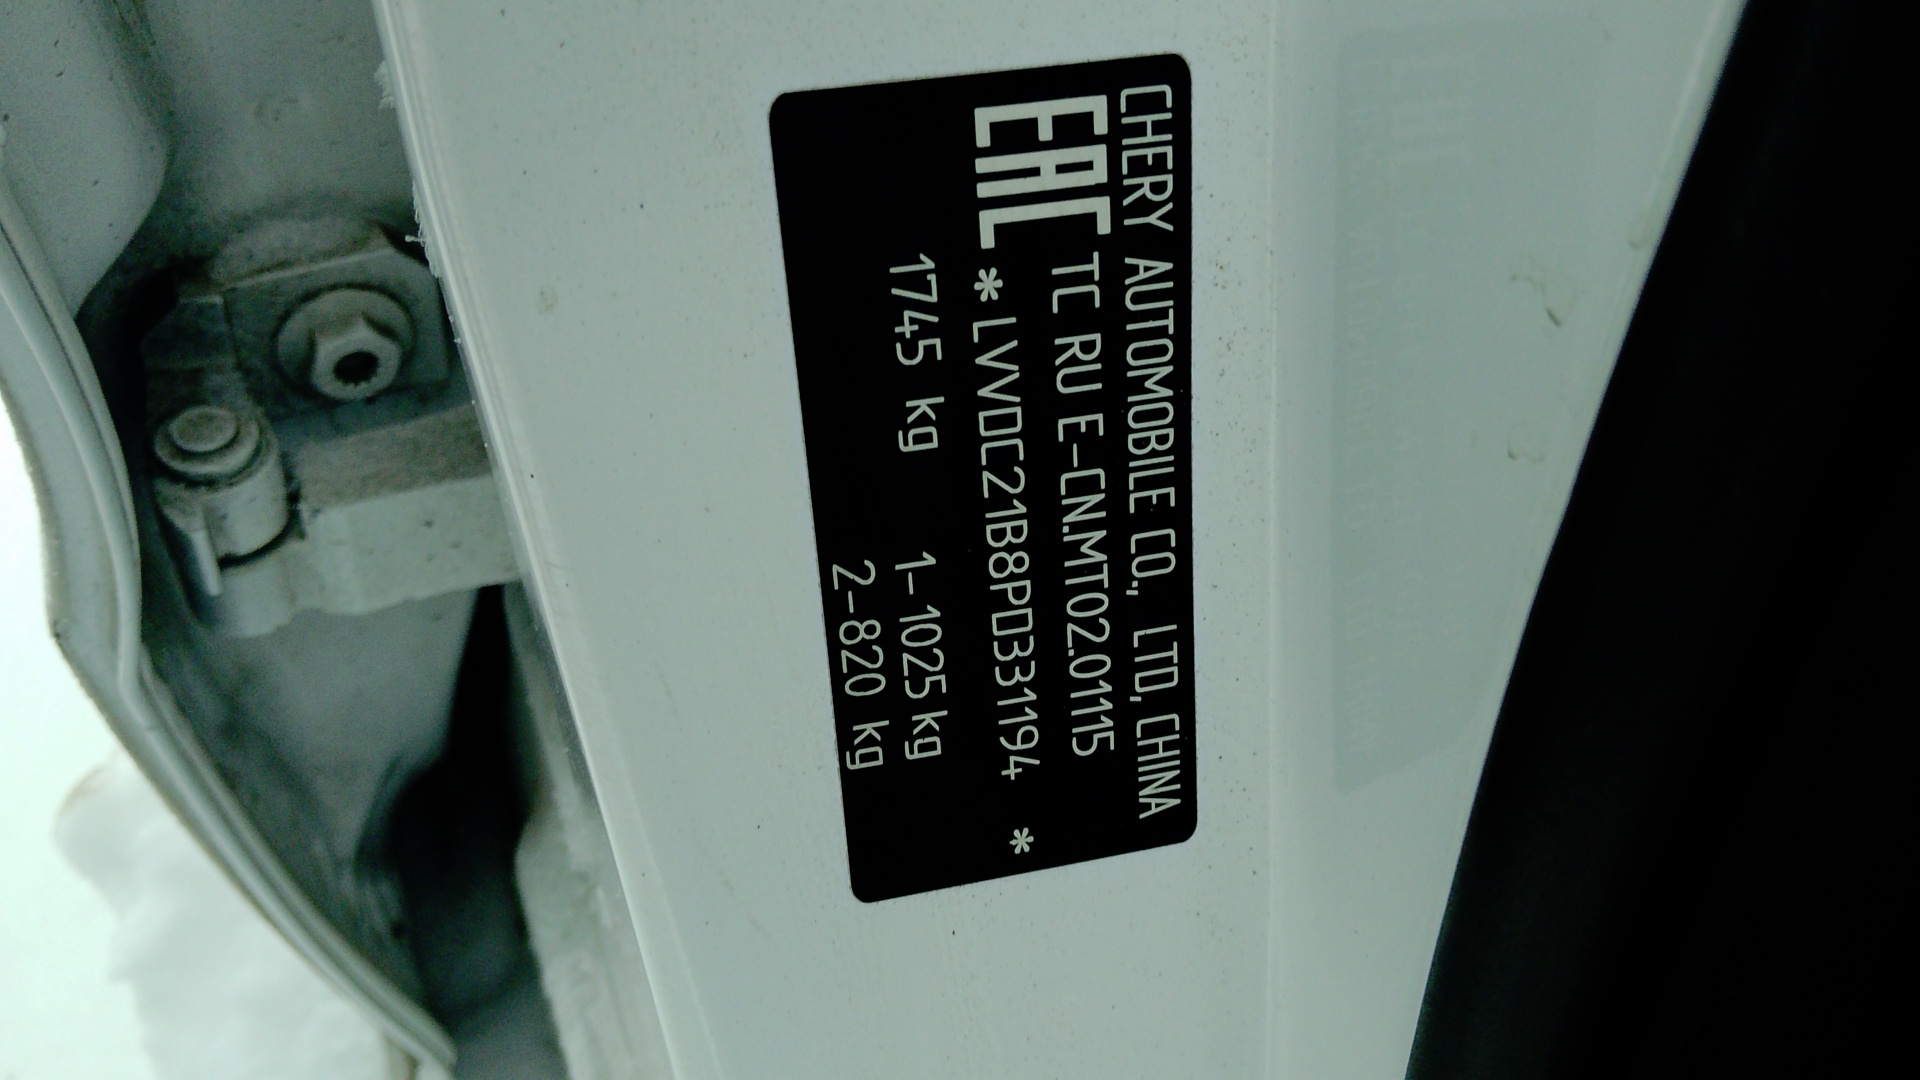 CHERY AUTOMOBILE CO., LTD, CHINA
EAC TC RU E-CN.MT02.01115
*LVVDC21B8PD331194 *
1745 kg 1-1025 kg
2-820 kg